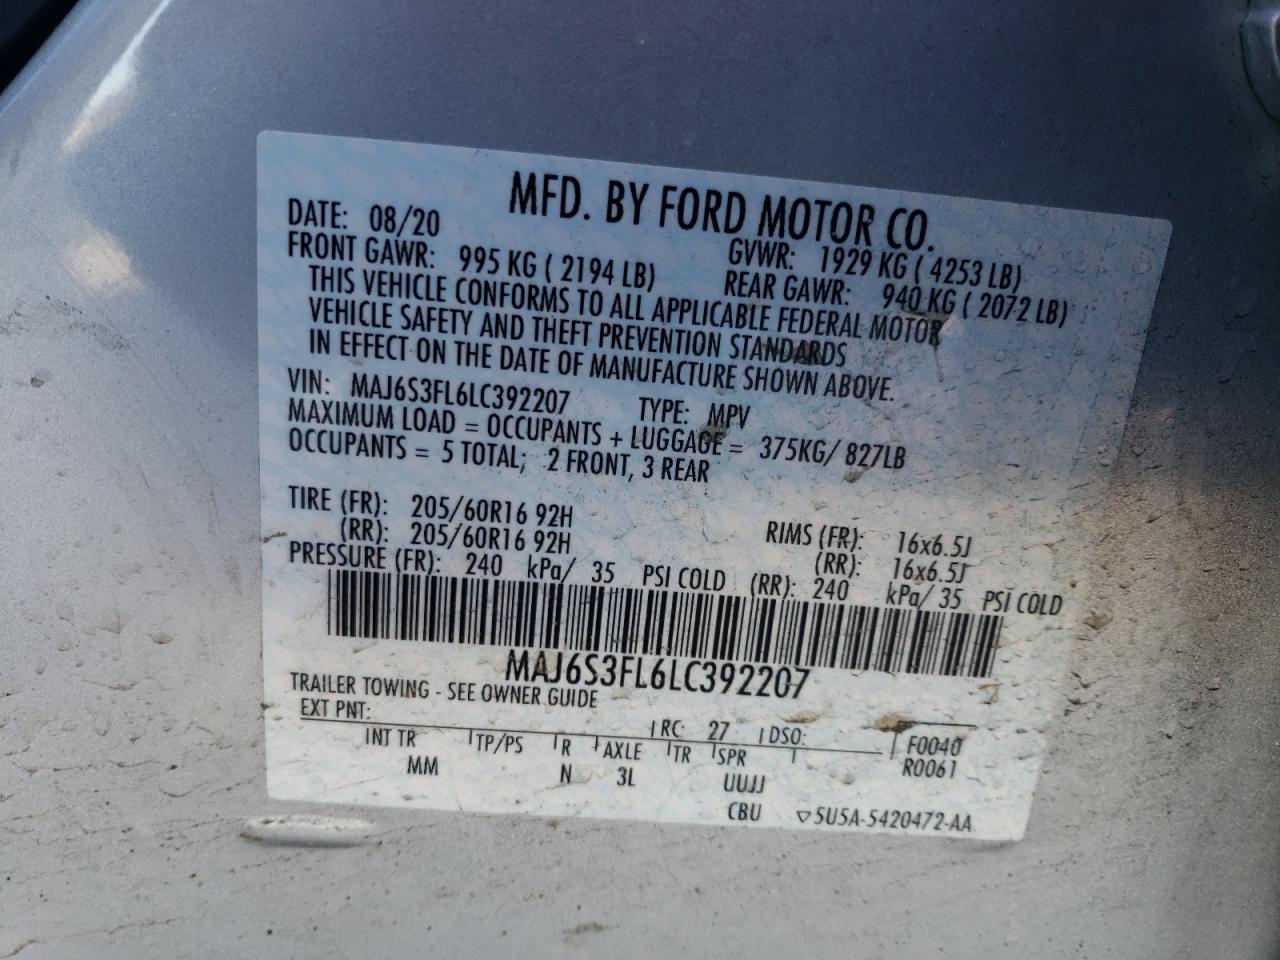 MFD. BY FORD MOTOR CO.
DATE: 08/20 GVWR: 1929 KG ( 4253 LB)
FRONT GAWR: 995 KG ( 2194 LB) REAR GAWR: 940 KG ( 2072 LB)
THIS VEHICLE CONFORMS TO ALL APPLICABLE FEDERAL MOTOR
VEHICLE SAFETY AND THEFT PREVENTION STANDARDS
IN EFFECT ON THE DATE OF MANUFACTURE SHOWN ABOVE.
VIN: MAJ6S3FL6LC392207 TYPE: MPV
MAXIMUM LOAD = OCCUPANTS + LUGGAGE = 375KG/ 827LB
OCCUPANTS = 5 TOTAL; 2 FRONT, 3 REAR
TIRE (FR): 205/60R16 92H RIMS (FR): 16x6.5J
(RR): 205/60R16 92H (RR): 16x6.5J
PRESSURE (FR): 240 kPa/ 35 PSI COLD (RR): 240 kPa/ 35 PSI COLD
MAJ6S3FL6LC392207
TRAILER TOWING - SEE OWNER GUIDE
EXT PNT: RC: 27 DSO: F0040
INT TR TP/PS R AXLE TR SPR R0061
MM N 3L UUJJ
CBU ▽5U5A-5420472-AA